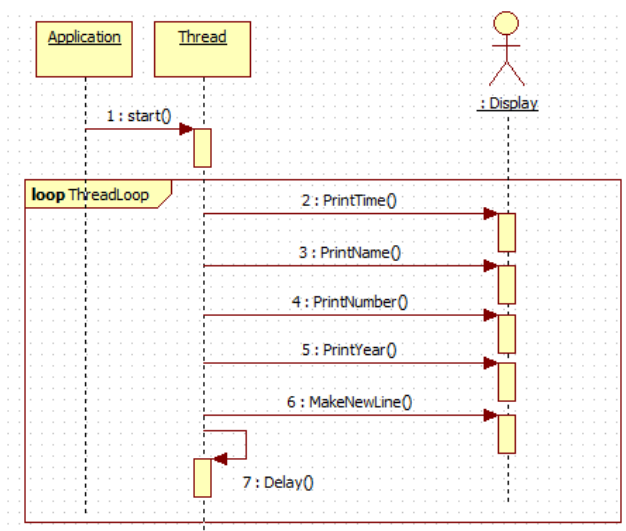 Application
Thread
: Display
1 : start()
loop ThreadLoop
2 : PrintTime()
3 : PrintName()
4 : PrintNumber()
5 : PrintYear()
6 : MakeNewLine()
7 : Delay()